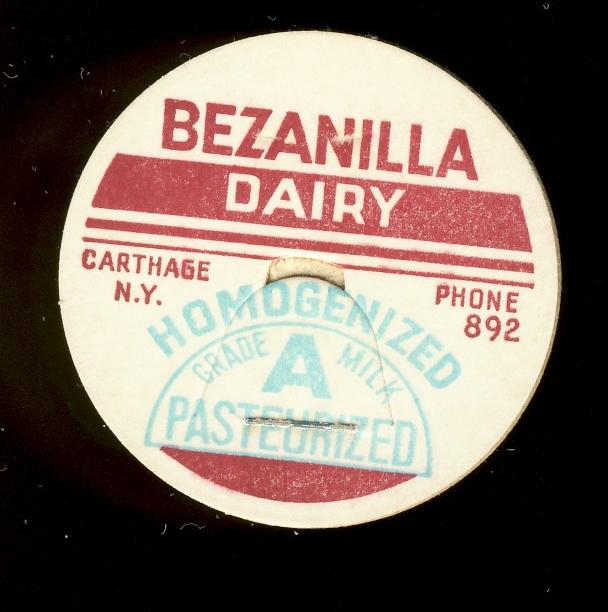 BEZANILLA
DAIRY
CARTHAGE
N.Y.
PHONE
892
HOMOGENIZED
GRADE A MILK
PASTEURIZED